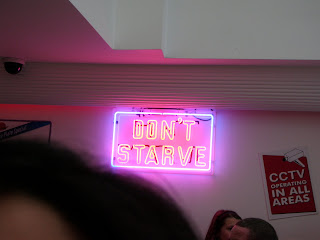 DON'T
STARVE
CCTV
OPERATING
IN ALL
AREAS